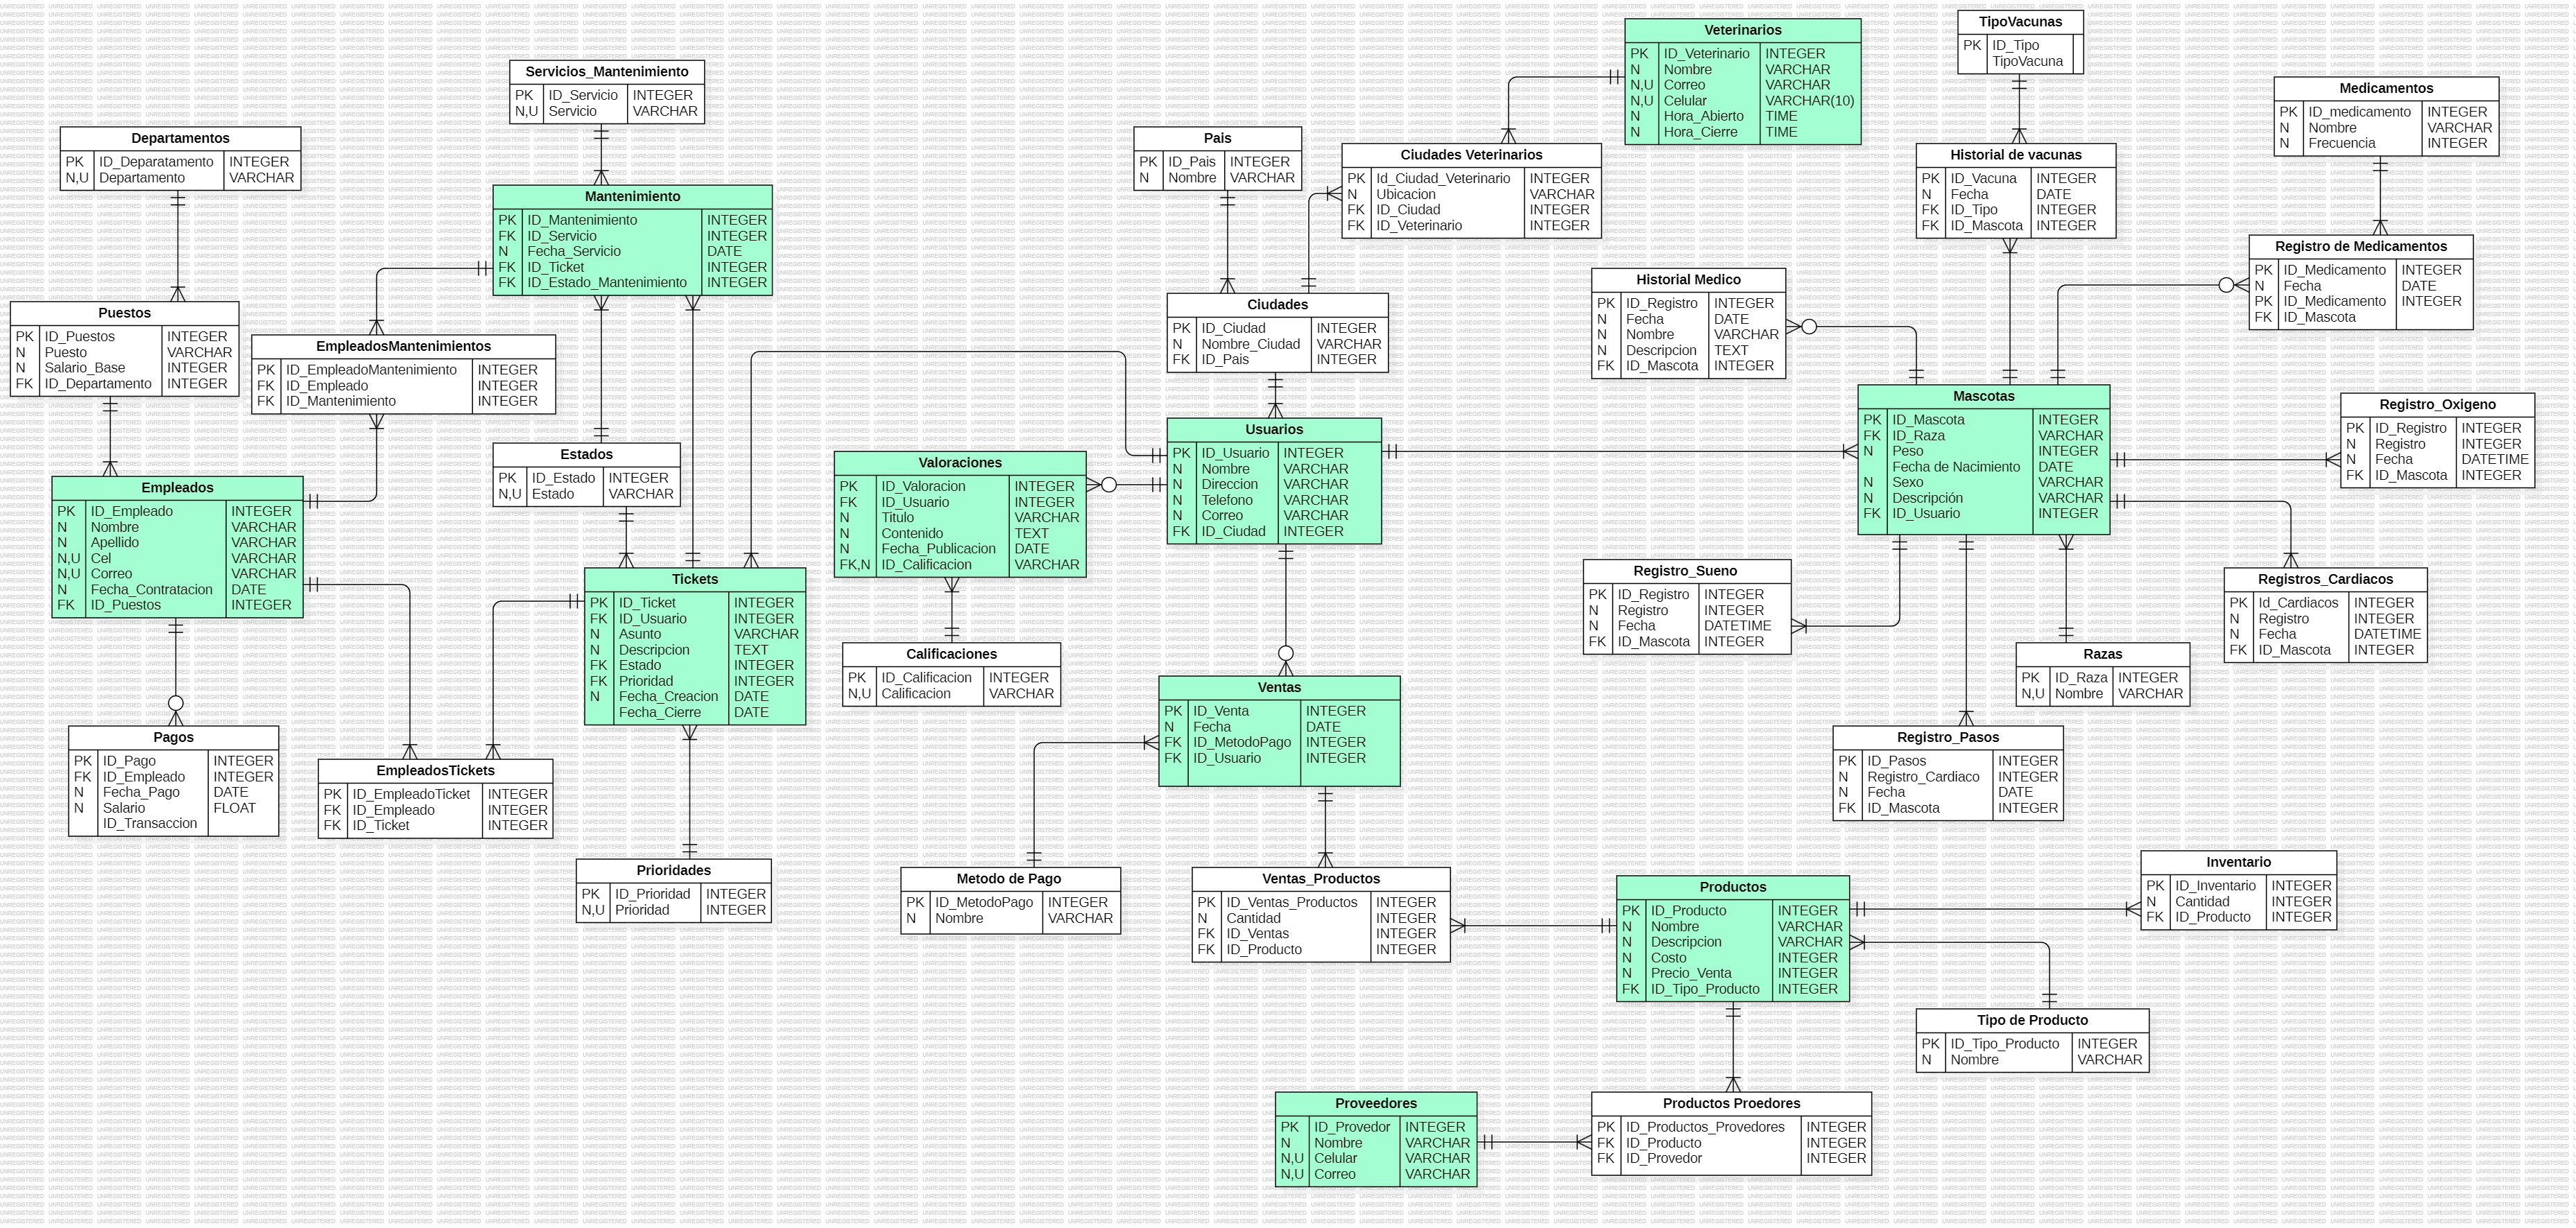 Servicios_Mantenimiento
PK ID_Servicio INTEGER
N,U Servicio VARCHAR
Departamentos
PK ID_Deparatamento INTEGER
N,U Departamento VARCHAR
Mantenimiento
PK ID_Mantenimiento INTEGER
FK ID_Servicio INTEGER
N Fecha_Servicio DATE
FK ID_Ticket INTEGER
FK ID_Estado_Mantenimiento INTEGER
Puestos
PK ID_Puestos INTEGER
N Puesto VARCHAR
N Salario_Base INTEGER
FK ID_Departamento INTEGER
EmpleadosMantenimientos
PK ID_EmpleadoMantenimiento INTEGER
FK ID_Empleado INTEGER
FK ID_Mantenimiento INTEGER
Estados
PK ID_Estado INTEGER
N,U Estado VARCHAR
Empleados
PK ID_Empleado INTEGER
N Nombre VARCHAR
N Apellido VARCHAR
N,U Cel VARCHAR
N,U Correo VARCHAR
N Fecha_Contratacion DATE
FK ID_Puestos INTEGER
Tickets
PK ID_Ticket INTEGER
FK ID_Usuario INTEGER
N Asunto VARCHAR
N Descripcion TEXT
FK Estado INTEGER
FK Prioridad INTEGER
N Fecha_Creacion DATE
Fecha_Cierre DATE
Pagos
PK ID_Pago INTEGER
FK ID_Empleado INTEGER
N Fecha_Pago DATE
N Salario FLOAT
ID_Transaccion
EmpleadosTickets
PK ID_EmpleadoTicket INTEGER
FK ID_Empleado INTEGER
FK ID_Ticket INTEGER
Prioridades
PK ID_Prioridad INTEGER
N,U Prioridad INTEGER
Veterinarios
PK ID_Veterinario INTEGER
N Nombre VARCHAR
N,U Correo VARCHAR
N,U Celular VARCHAR(10)
N Hora_Abierto TIME
N Hora_Cierre TIME
Pais
PK ID_Pais INTEGER
N Nombre VARCHAR
Ciudades Veterinarios
PK Id_Ciudad_Veterinario INTEGER
N Ubicacion VARCHAR
FK ID_Ciudad INTEGER
FK ID_Veterinario INTEGER
Ciudades
PK ID_Ciudad INTEGER
N Nombre_Ciudad VARCHAR
FK ID_Pais INTEGER
Usuarios
PK ID_Usuario INTEGER
N Nombre VARCHAR
N Direccion VARCHAR
N Telefono VARCHAR
N Correo VARCHAR
FK ID_Ciudad INTEGER
Valoraciones
PK ID_Valoracion INTEGER
FK ID_Usuario INTEGER
N Titulo VARCHAR
N Contenido TEXT
N Fecha_Publicacion DATE
FK,N ID_Calificacion VARCHAR
Calificaciones
PK ID_Calificacion INTEGER
N,U Calificacion VARCHAR
Ventas
PK ID_Venta INTEGER
N Fecha DATE
FK ID_MetodoPago INTEGER
FK ID_Usuario INTEGER
Metodo de Pago
PK ID_MetodoPago INTEGER
N Nombre VARCHAR
Ventas_Productos
PK ID_Ventas_Productos INTEGER
N Cantidad INTEGER
FK ID_Ventas INTEGER
FK ID_Producto INTEGER
TipoVacunas
PK ID_Tipo
TipoVacuna
Medicamentos
PK ID_medicamento INTEGER
N Nombre VARCHAR
N Frecuencia INTEGER
Historial de vacunas
PK ID_Vacuna INTEGER
N Fecha DATE
FK ID_Tipo INTEGER
FK ID_Mascota INTEGER
Registro de Medicamentos
PK ID_Medicamento INTEGER
N Fecha DATE
PK ID_Medicamento INTEGER
FK ID_Mascota
Historial Medico
PK ID_Registro INTEGER
N Fecha DATE
N Nombre VARCHAR
N Descripcion TEXT
FK ID_Mascota INTEGER
Mascotas
PK ID_Mascota INTEGER
FK ID_Raza VARCHAR
N Peso INTEGER
Fecha de Nacimiento DATE
N Sexo VARCHAR
N Descripción VARCHAR
FK ID_Usuario INTEGER
Registro_Oxigeno
PK ID_Registro INTEGER
N Registro INTEGER
N Fecha DATETIME
FK ID_Mascota INTEGER
Registro_Sueno
PK ID_Registro INTEGER
N Registro INTEGER
N Fecha DATETIME
FK ID_Mascota INTEGER
Registros_Cardiacos
PK Id_Cardiacos INTEGER
N Registro INTEGER
N Fecha DATETIME
FK ID_Mascota INTEGER
Razas
PK ID_Raza INTEGER
N,U Nombre VARCHAR
Registro_Pasos
PK ID_Pasos INTEGER
N Registro_Cardiaco INTEGER
N Fecha DATE
FK ID_Mascota INTEGER
Productos
PK ID_Producto INTEGER
N Nombre VARCHAR
N Descripcion VARCHAR
N Costo INTEGER
N Precio_Venta INTEGER
FK ID_Tipo_Producto INTEGER
Inventario
PK ID_Inventario INTEGER
N Cantidad INTEGER
FK ID_Producto INTEGER
Tipo de Producto
PK ID_Tipo_Producto INTEGER
N Nombre VARCHAR
Proveedores
PK ID_Provedor INTEGER
N Nombre VARCHAR
N,U Celular VARCHAR
N,U Correo VARCHAR
Productos Proedores
PK ID_Productos_Provedores INTEGER
FK ID_Producto INTEGER
FK ID_Provedor INTEGER
UNREGISTERED